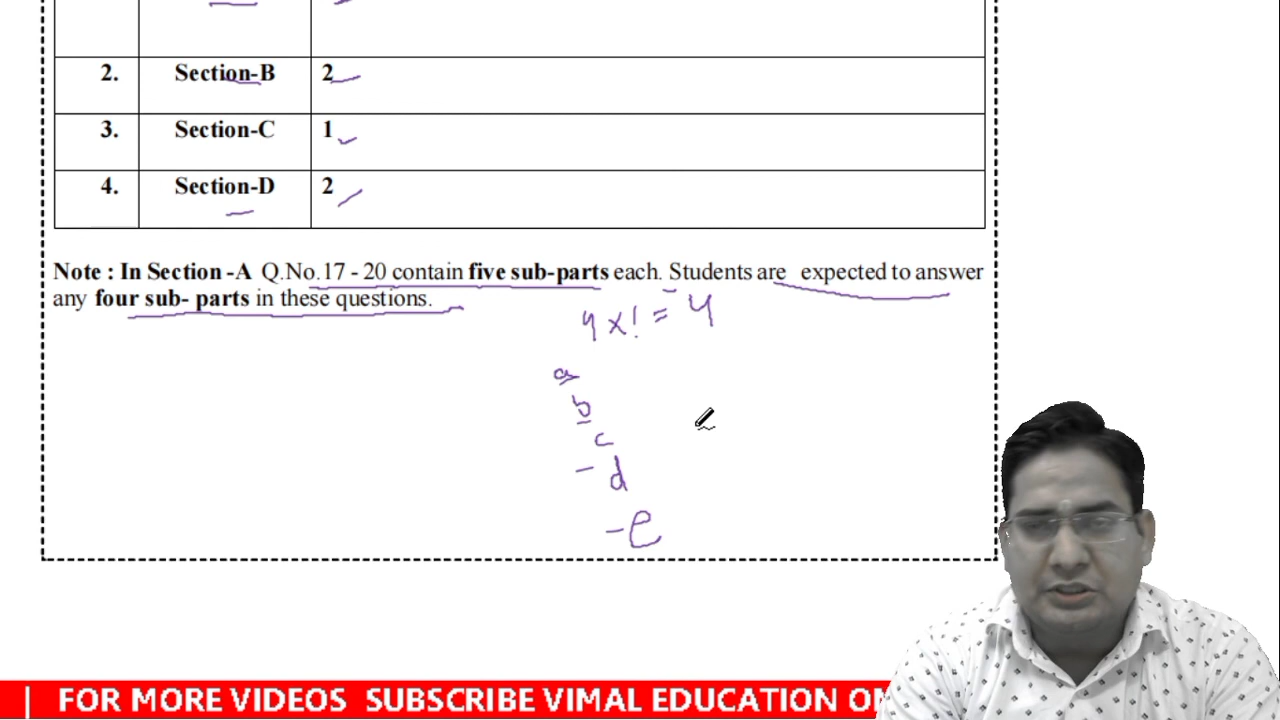 2. Section-B 2
3. Section-C 1
4. Section-D 2
Note : In Section -A Q.No.17 - 20 contain five sub-parts each. Students are expected to answer
any four sub- parts in these questions.
4 x 1 = 4
a
b
c
- d
- e
| FOR MORE VIDEOS SUBSCRIBE VIMAL EDUCATION